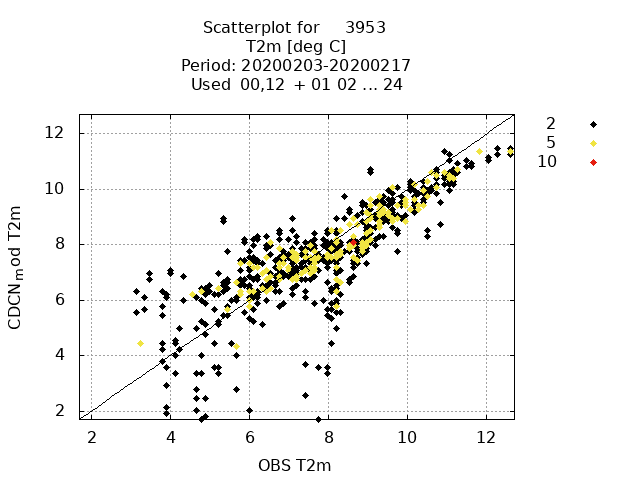 Scatterplot for 3953
T2m [deg C]
Period: 20200203-20200217
Used 00,12 + 01 02 ... 24
2
5
10
12
10
8
6
4
2
CDCNmod T2m
2 4 6 8 10 12
OBS T2m